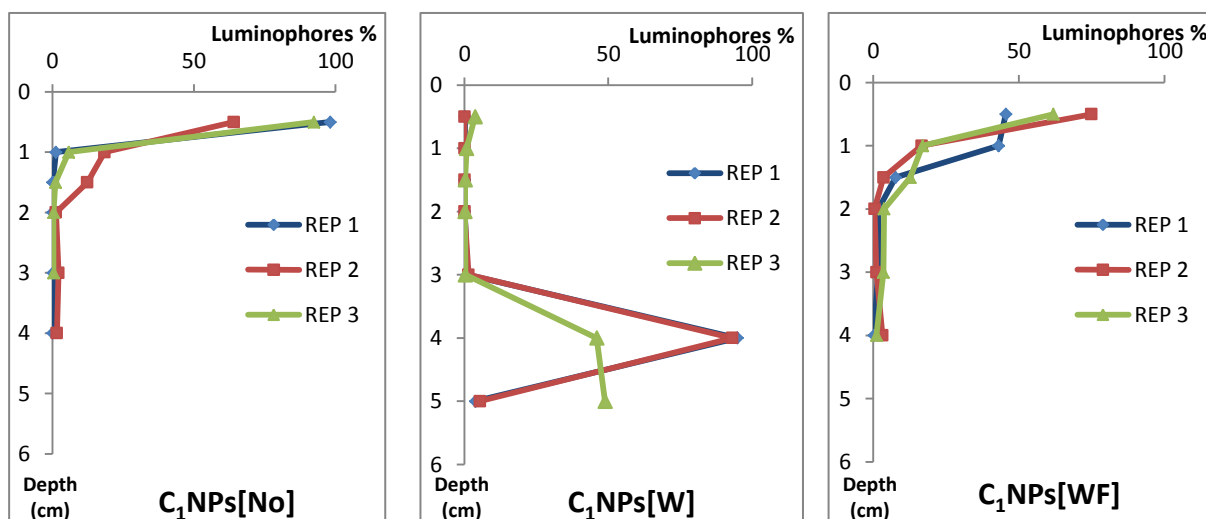 Luminophores %
0 50 100
0
1
2
3
4
5
6
REP 1
REP 2
REP 3
Depth
(cm)
C₁NPs[No]
Luminophores %
0 50 100
0
1
2
3
4
5
6
REP 1
REP 2
REP 3
Depth
(cm)
C₁NPs[W]
Luminophores %
0 50 100
0
1
2
3
4
5
6
REP 1
REP 2
REP 3
Depth
(cm)
C₁NPs[WF]